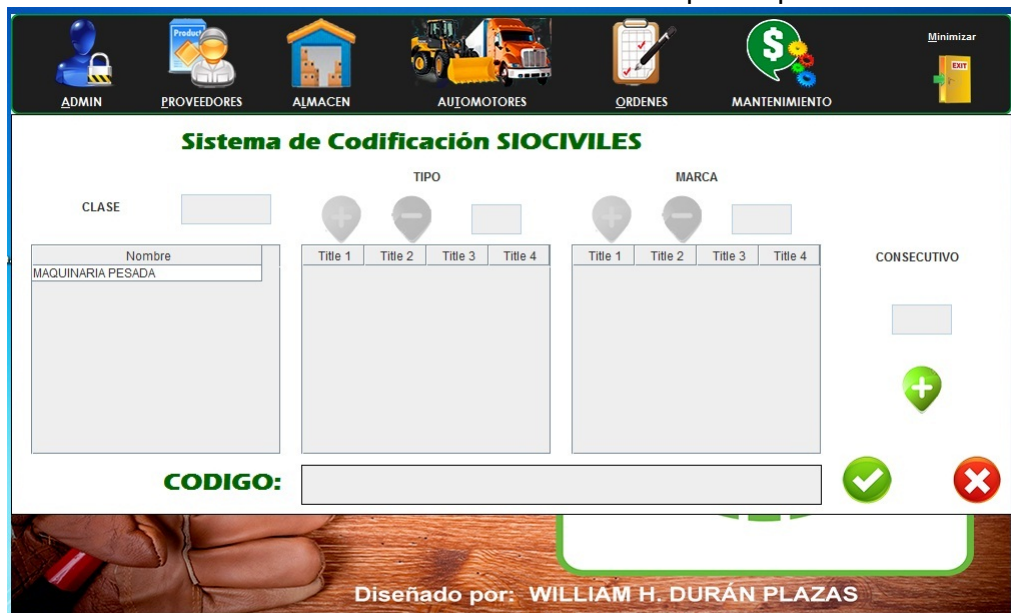 Product
Minimizar
EXIT
ADMIN
PROVEEDORES
ALMACEN
AUTOMOTORES
ORDENES
MANTENIMIENTO
Sistema de Codificación SIOCIVILES
TIPO
MARCA
CLASE
Nombre
Title 1 Title 2 Title 3 Title 4
Title 1 Title 2 Title 3 Title 4
CONSECUTIVO
MAQUINARIA PESADA
CODIGO:
Diseñado por: WILLIAM H. DURÁN PLAZAS